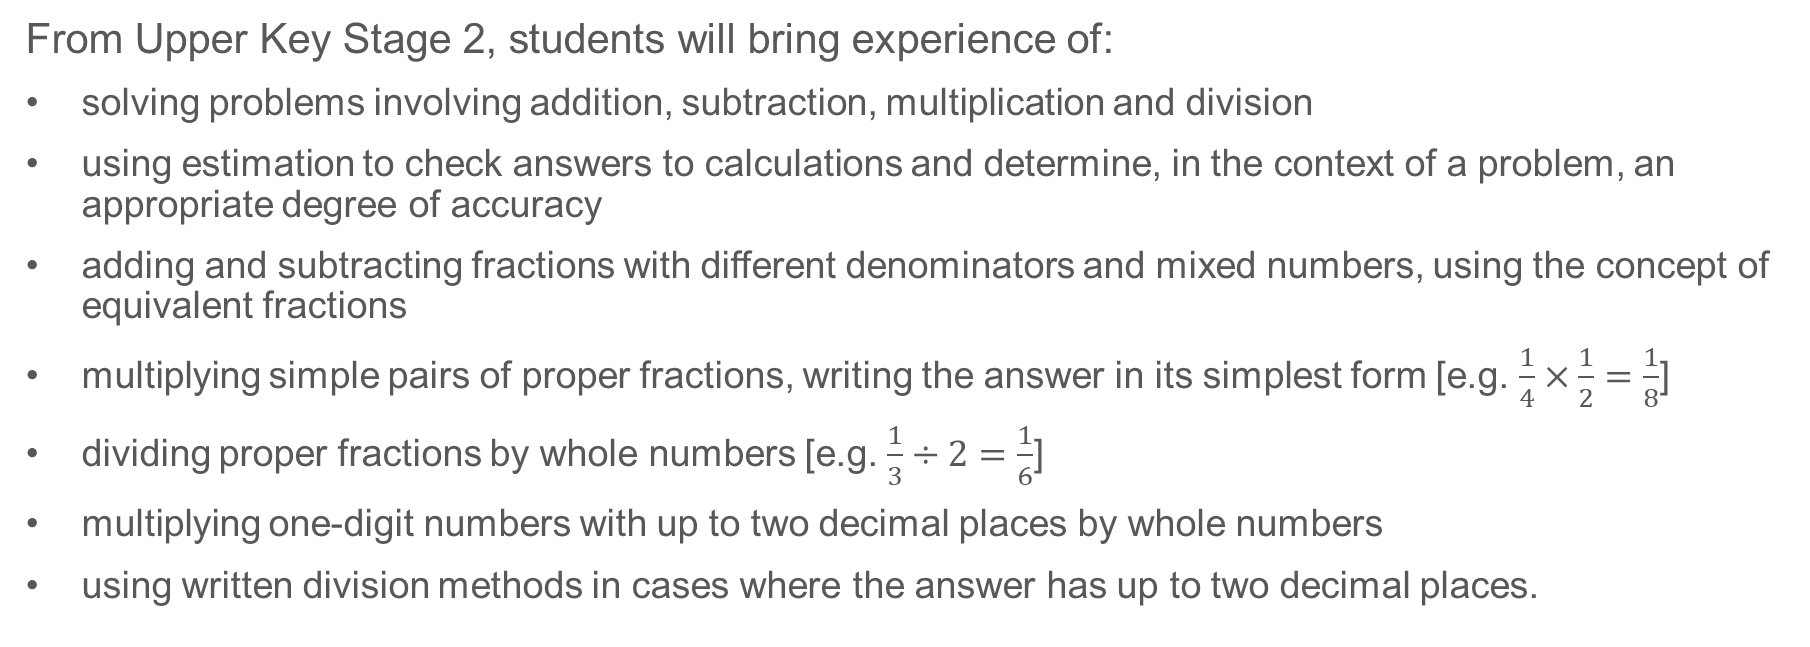 From Upper Key Stage 2, students will bring experience of:
• solving problems involving addition, subtraction, multiplication and division
• using estimation to check answers to calculations and determine, in the context of a problem, an
appropriate degree of accuracy
• adding and subtracting fractions with different denominators and mixed numbers, using the concept of
equivalent fractions
• multiplying simple pairs of proper fractions, writing the answer in its simplest form [e.g. 1/4 × 1/2 = 1/8]
• dividing proper fractions by whole numbers [e.g. 1/3 ÷ 2 = 1/6]
• multiplying one-digit numbers with up to two decimal places by whole numbers
• using written division methods in cases where the answer has up to two decimal places.